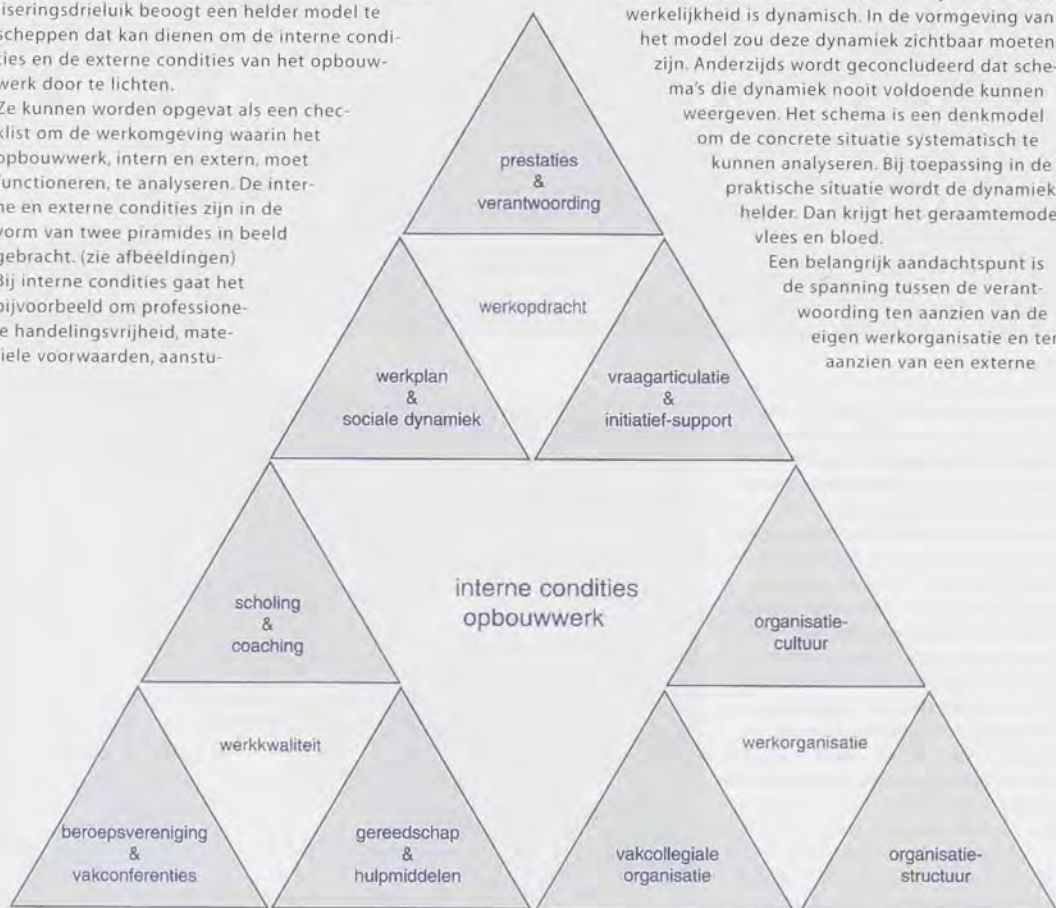 iseringsdrieluik beoogt een helder model te
scheppen dat kan dienen om de interne condi-
ties en de externe condities van het opbouw-
werk door te lichten.
Ze kunnen worden opgevat als een chec-
klist om de werkomgeving waarin het
opbouwwerk, intern en extern, moet
functioneren, te analyseren. De inter-
ne en externe condities zijn in de
vorm van twee piramides in beeld
gebracht. (zie afbeeldingen)
Bij interne condities gaat het
bijvoorbeeld om professione-
le handelingsvrijheid, mate-
riele voorwaarden, aanstu-
werkelijkheid is dynamisch. In de vormgeving van
het model zou deze dynamiek zichtbaar moeten
zijn. Anderzijds wordt geconcludeerd dat sche-
ma's die dynamiek nooit voldoende kunnen
weergeven. Het schema is een denkmodel
om de concrete situatie systematisch te
kunnen analyseren. Bij toepassing in de
praktische situatie wordt de dynamiek
helder. Dan krijgt het geraamtemode
vlees en bloed.
Een belangrijk aandachtspunt is
de spanning tussen de verant-
woording ten aanzien van de
eigen werkorganisatie en ten
aanzien van een externe
prestaties
&
verantwoording
werkopdracht
werkplan
&
sociale dynamiek
vraagarticulatie
&
initiatief-support
interne condities
opbouwwerk
scholing
&
coaching
organisatie-
cultuur
werkkwaliteit
werkorganisatie
beroepsvereniging
&
vakconferenties
gereedschap
&
hulpmiddelen
vakcollegiale
organisatie
organisatie-
structuur